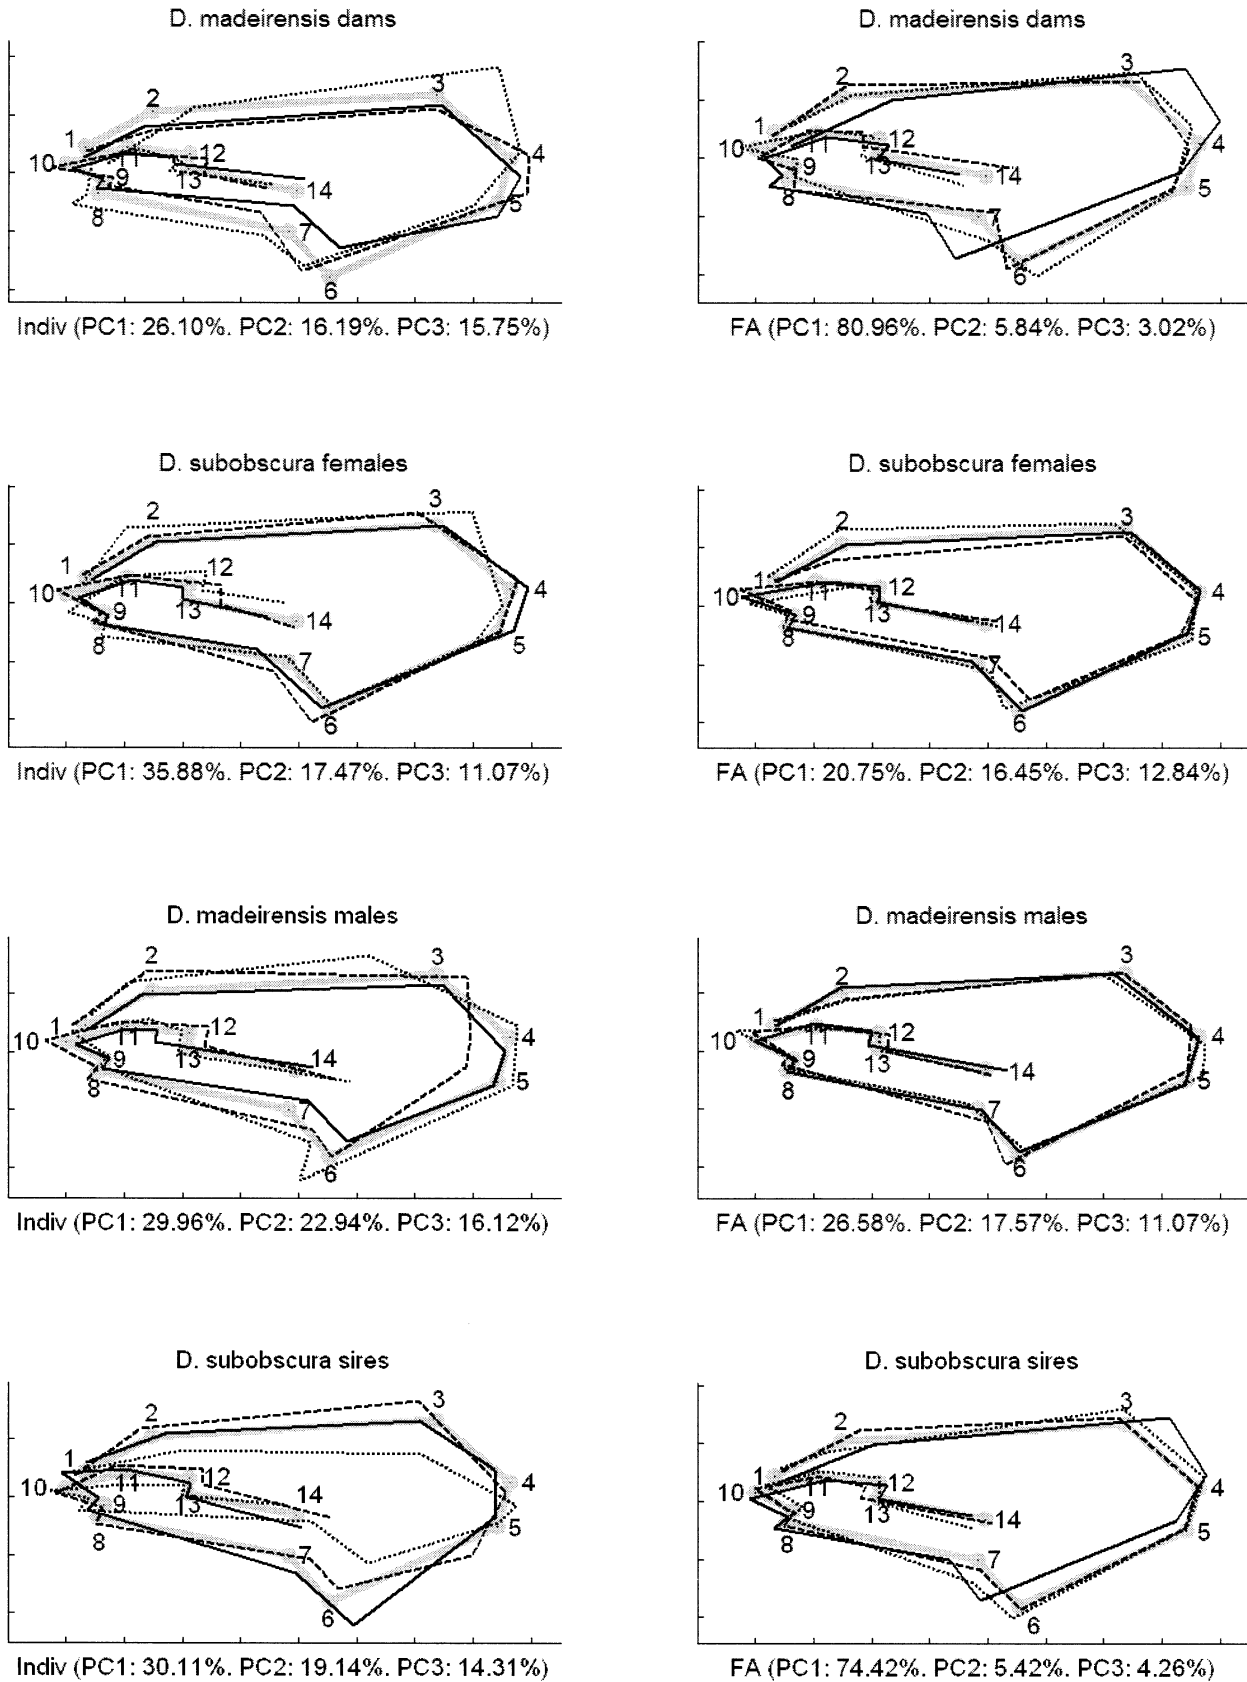 D. madeirensis dams
D. madeirensis dams
1 2 3 4 5 6 7 8 9 10 11 12 13 14
1 2 3 4 5 6 7 8 9 10 11 12 13 14
Indiv (PC1: 26.10%. PC2: 16.19%. PC3: 15.75%)
FA (PC1: 80.96%. PC2: 5.84%. PC3: 3.02%)
D. subobscura females
D. subobscura females
1 2 3 4 5 6 7 8 9 10 11 12 13 14
1 2 3 4 5 6 7 8 9 10 11 12 13 14
Indiv (PC1: 35.88%. PC2: 17.47%. PC3: 11.07%)
FA (PC1: 20.75%. PC2: 16.45%. PC3: 12.84%)
D. madeirensis males
D. madeirensis males
1 2 3 4 5 6 7 8 9 10 11 12 13 14
1 2 3 4 5 6 7 8 9 10 11 12 13 14
Indiv (PC1: 29.96%. PC2: 22.94%. PC3: 16.12%)
FA (PC1: 26.58%. PC2: 17.57%. PC3: 11.07%)
D. subobscura sires
D. subobscura sires
1 2 3 4 5 6 7 8 9 10 11 12 13 14
1 2 3 4 5 6 7 8 9 10 11 12 13 14
Indiv (PC1: 30.11%. PC2: 19.14%. PC3: 14.31%)
FA (PC1: 74.42%. PC2: 5.42%. PC3: 4.26%)